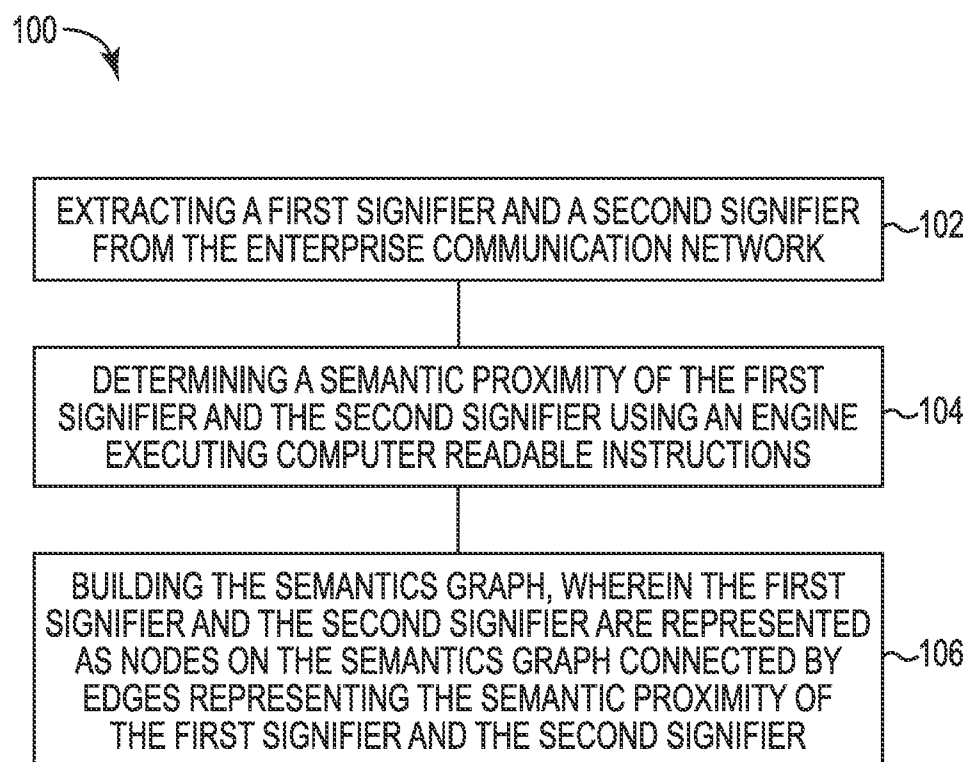 100
EXTRACTING A FIRST SIGNIFIER AND A SECOND SIGNIFIER
FROM THE ENTERPRISE COMMUNICATION NETWORK
102
DETERMINING A SEMANTIC PROXIMITY OF THE FIRST
SIGNIFIER AND THE SECOND SIGNIFIER USING AN ENGINE
EXECUTING COMPUTER READABLE INSTRUCTIONS
104
BUILDING THE SEMANTICS GRAPH, WHEREIN THE FIRST
SIGNIFIER AND THE SECOND SIGNIFIER ARE REPRESENTED
AS NODES ON THE SEMANTICS GRAPH CONNECTED BY
EDGES REPRESENTING THE SEMANTIC PROXIMITY OF
THE FIRST SIGNIFIER AND THE SECOND SIGNIFIER
106